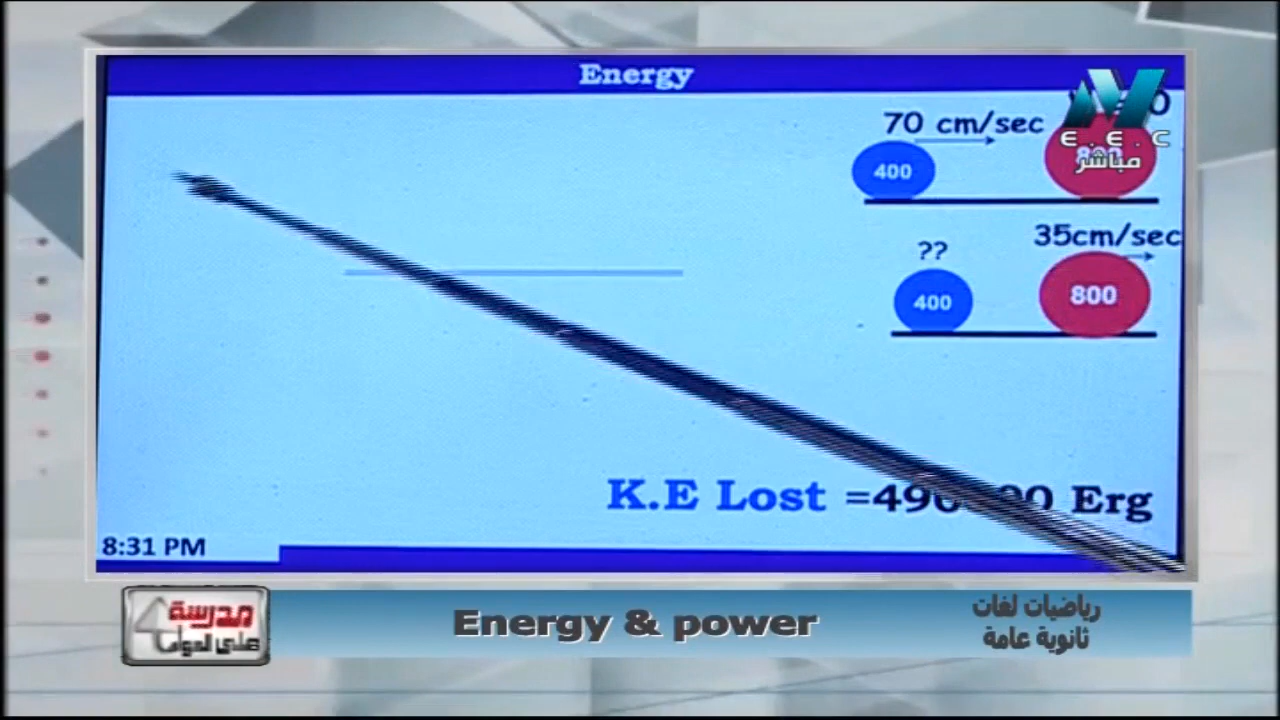 Energy
70 cm/sec
E.E.C
مباشر
400
??
35cm/sec
400
800
K.E Lost = Erg
8:31 PM
مدرسة
على الهواء
4
Energy & power
رياضيات لغات
ثانوية عامة